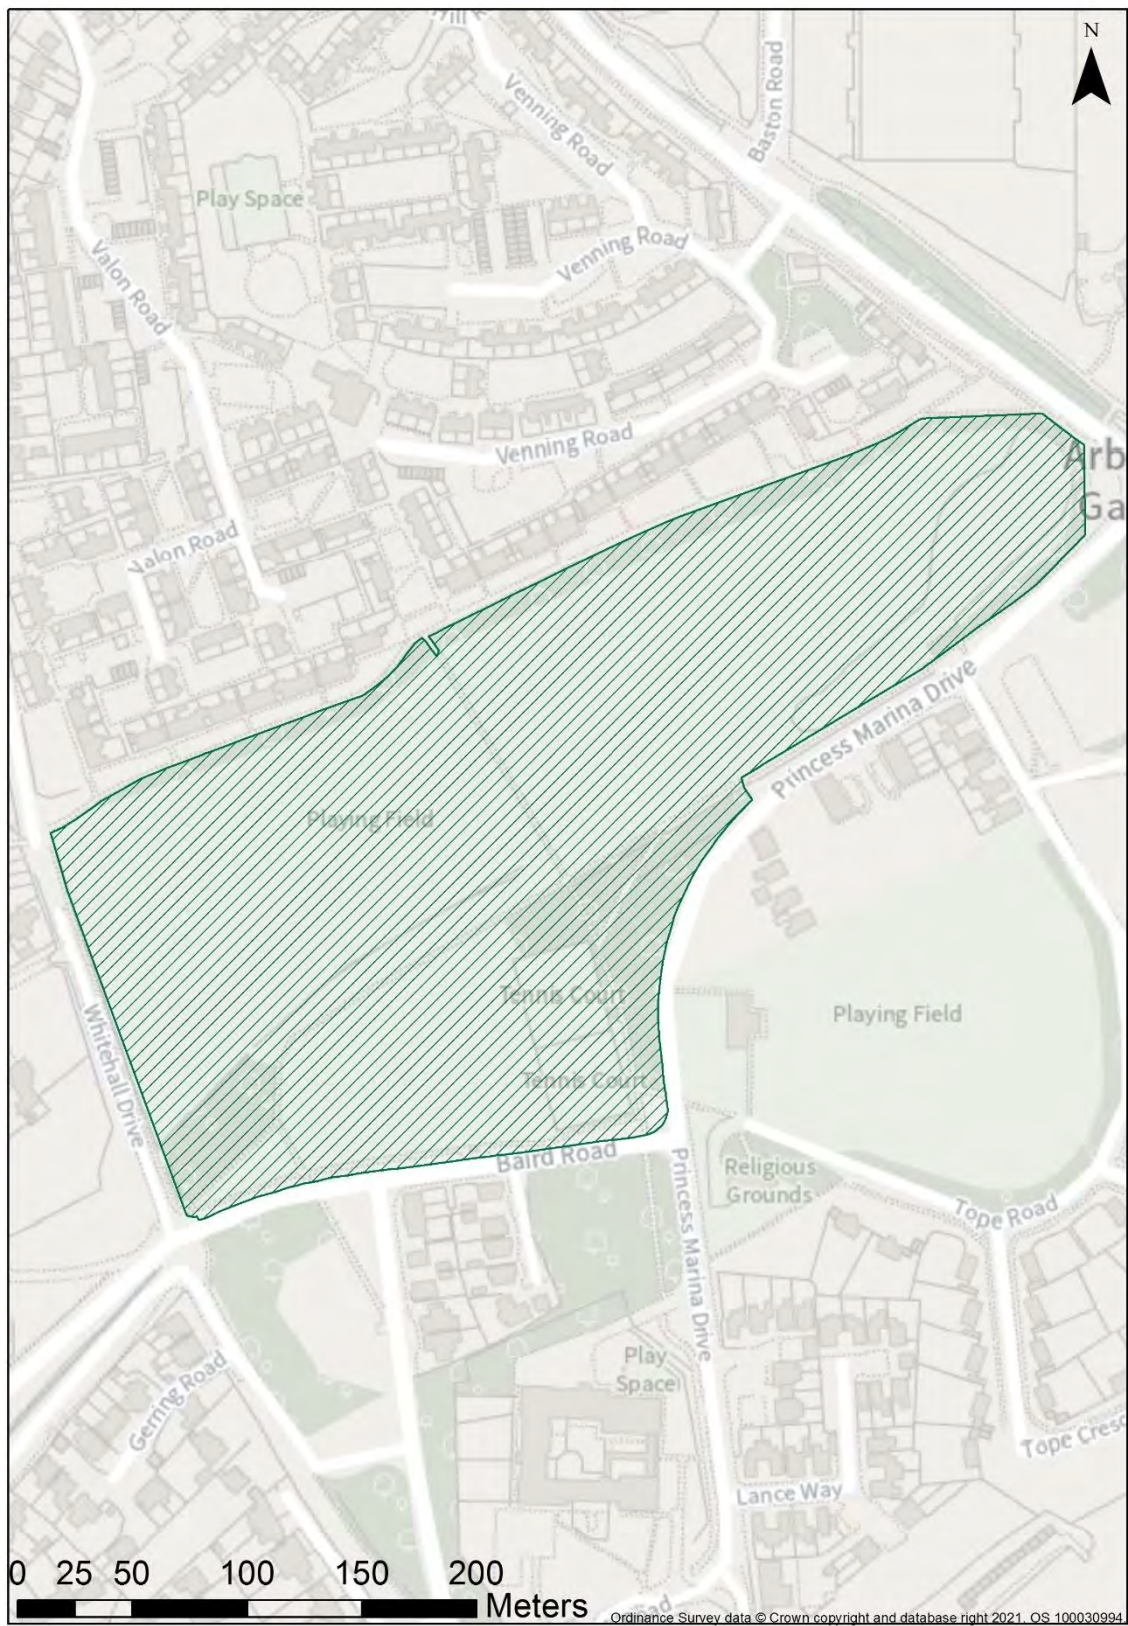 N
Venning Road
Baston Road
Play Space
Venning Road
Valon Road
Venning Road
Arb
Ga
Valon Road
Princess Marina Drive
Playing Field
Tennis Court
Playing Field
Whitehall Drive
Tennis Court
Baird Road
Religious
Grounds
Princess Marina Drive
Tope Road
Play
Space
Gerring Road
Tope Cresc
Lance Way
0 25 50 100 150 200
Meters
Ordinance Survey data © Crown copyright and database right 2021. OS 100030994.